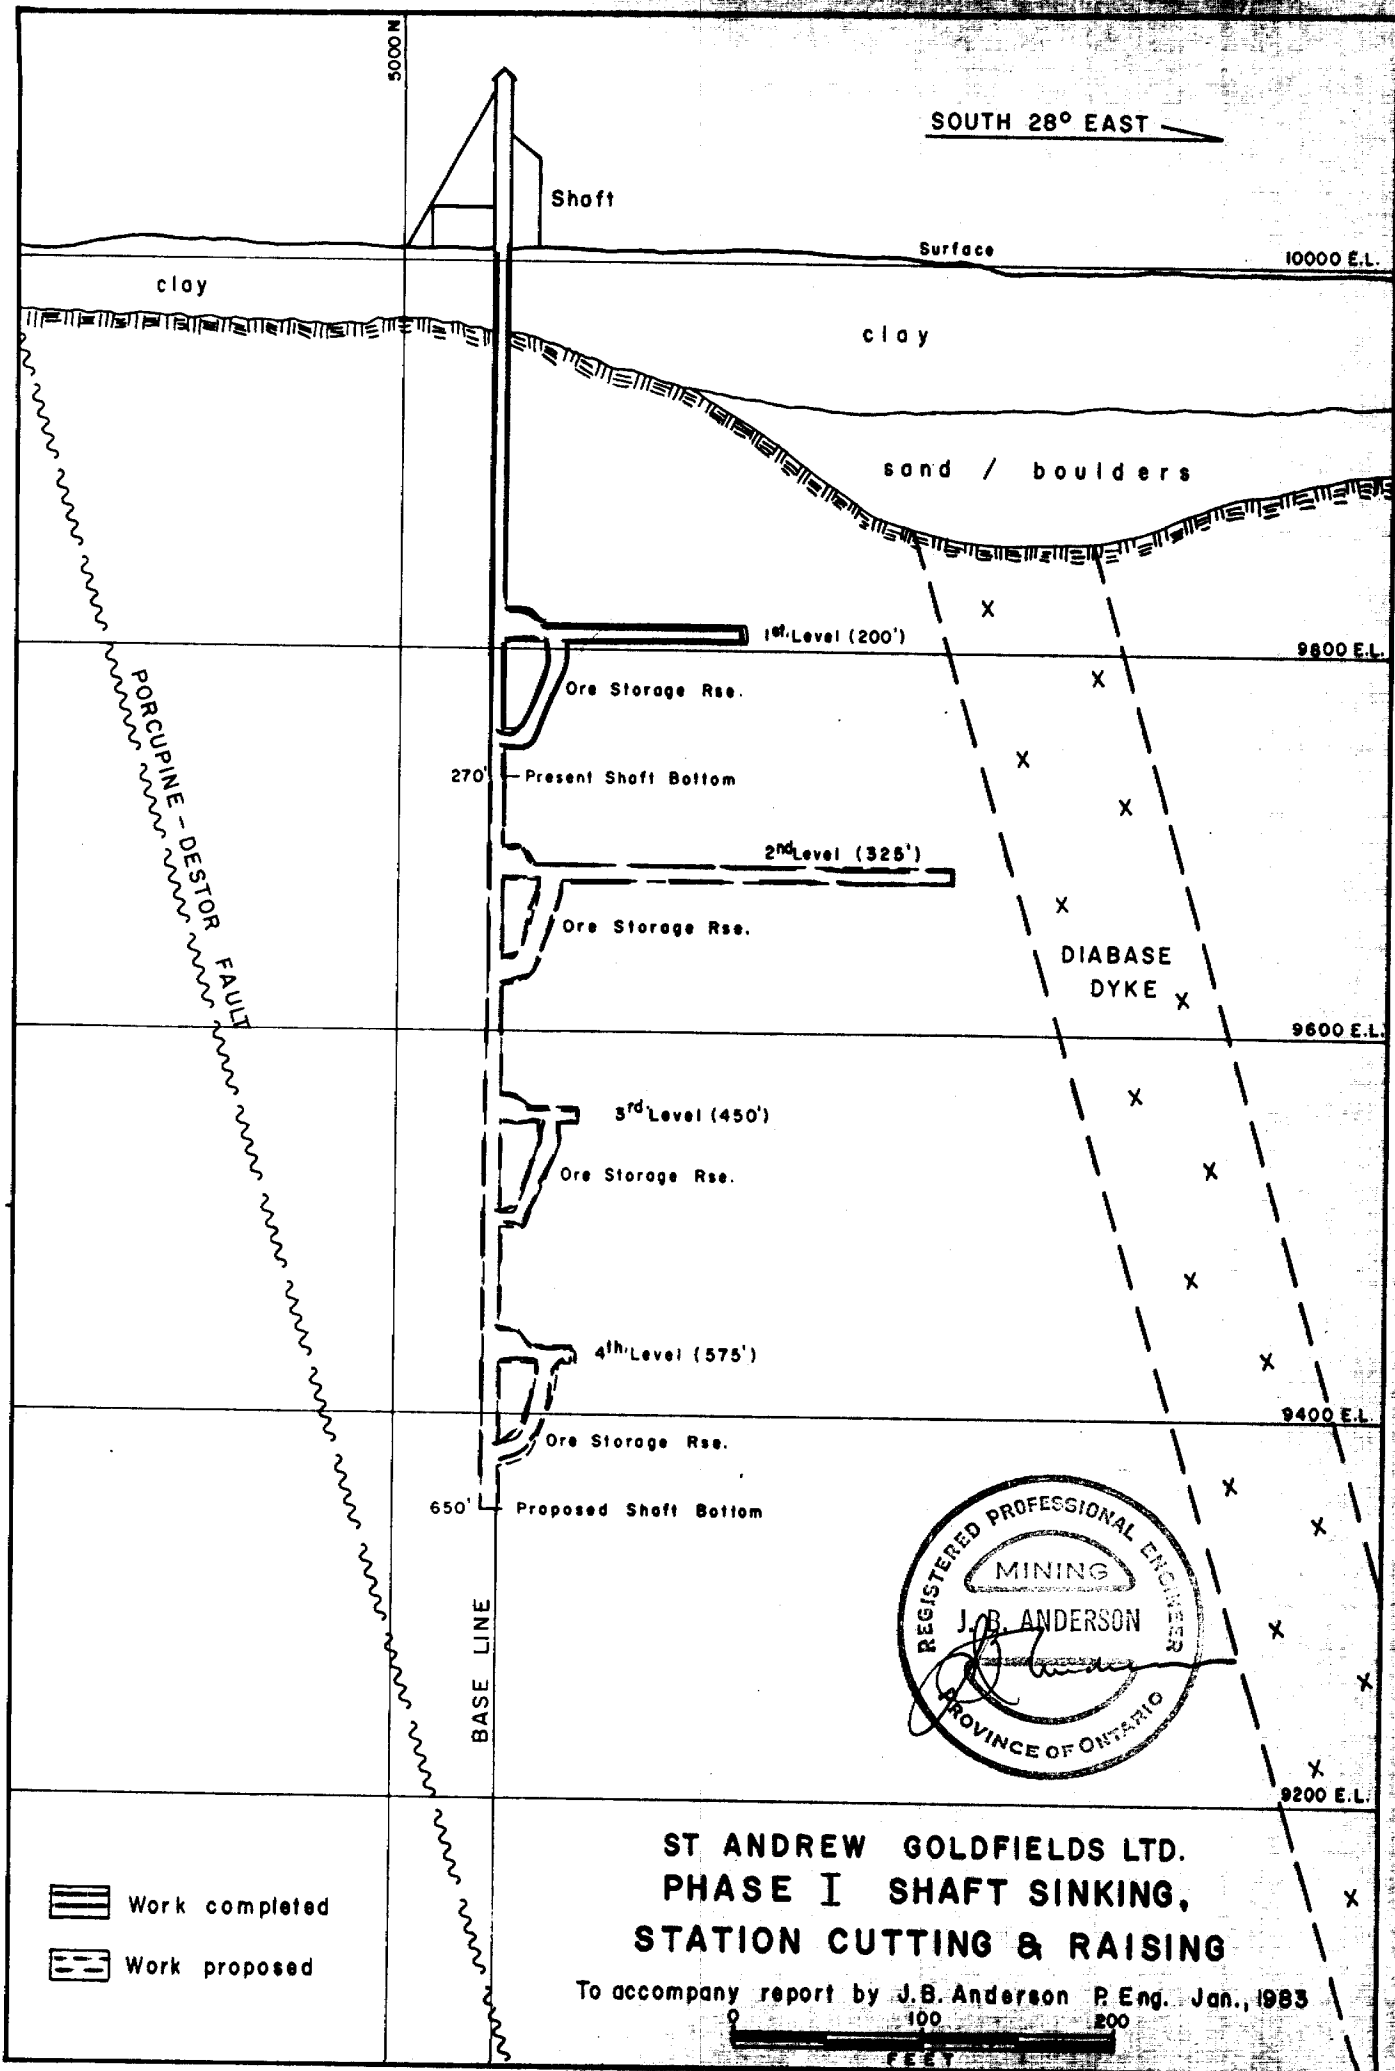 5000 N
SOUTH 28° EAST
Shaft
Surface
10000 E.L.
clay
clay
sand / boulders
1st. Level (200')
9800 E.L.
Ore Storage Rse.
270'
Present Shaft Bottom
PORCUPINE - DESTOR FAULT
2nd Level (325')
Ore Storage Rse.
DIABASE
DYKE
9600 E.L.
3rd. Level (450')
Ore Storage Rse.
4th. Level (575')
9400 E.L.
Ore Storage Rse.
650'
Proposed Shaft Bottom
REGISTERED PROFESSIONAL ENGINEER
MINING
J. B. ANDERSON
PROVINCE OF ONTARIO
BASE LINE
9200 E.L.
ST ANDREW GOLDFIELDS LTD.
PHASE I SHAFT SINKING,
STATION CUTTING & RAISING
Work completed
Work proposed
To accompany report by J.B. Anderson P. Eng. Jan., 1983
0 100 200
FEET